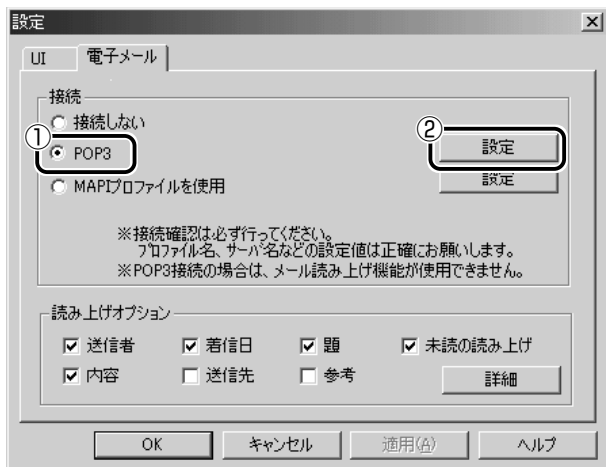 設定
UI 電子メール
接続
① 接続しない
POP3 ② 設定
MAPIプロファイルを使用 設定
※接続確認は必ず行ってください。
プロファイル名、サーバ名などの設定値は正確にお願いします。
※POP3接続の場合は、メール読み上げ機能が使用できません。
読み上げオプション
送信者 着信日 題 未読の読み上げ
内容 送信先 参考 詳細
OK キャンセル 適用(A) ヘルプ